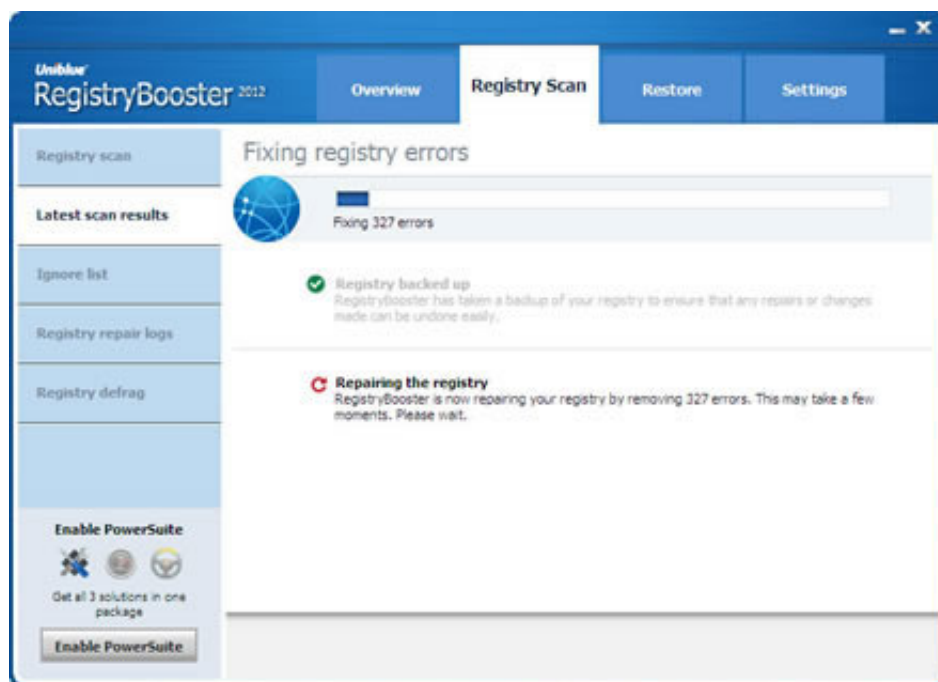 Uniblue
RegistryBooster 2012
Overview
Registry Scan
Restore
Settings
Registry scan
Latest scan results
Ignore list
Registry repair logs
Registry defrag
Enable PowerSuite
Get all 3 solutions in one
package
Enable PowerSuite
Fixing registry errors
Fixing 327 errors
Registry backed up
RegistryBooster has taken a backup of your registry to ensure that any repairs or changes
made can be undone easily.
Repairing the registry
RegistryBooster is now repairing your registry by removing 327 errors. This may take a few
moments. Please wait.